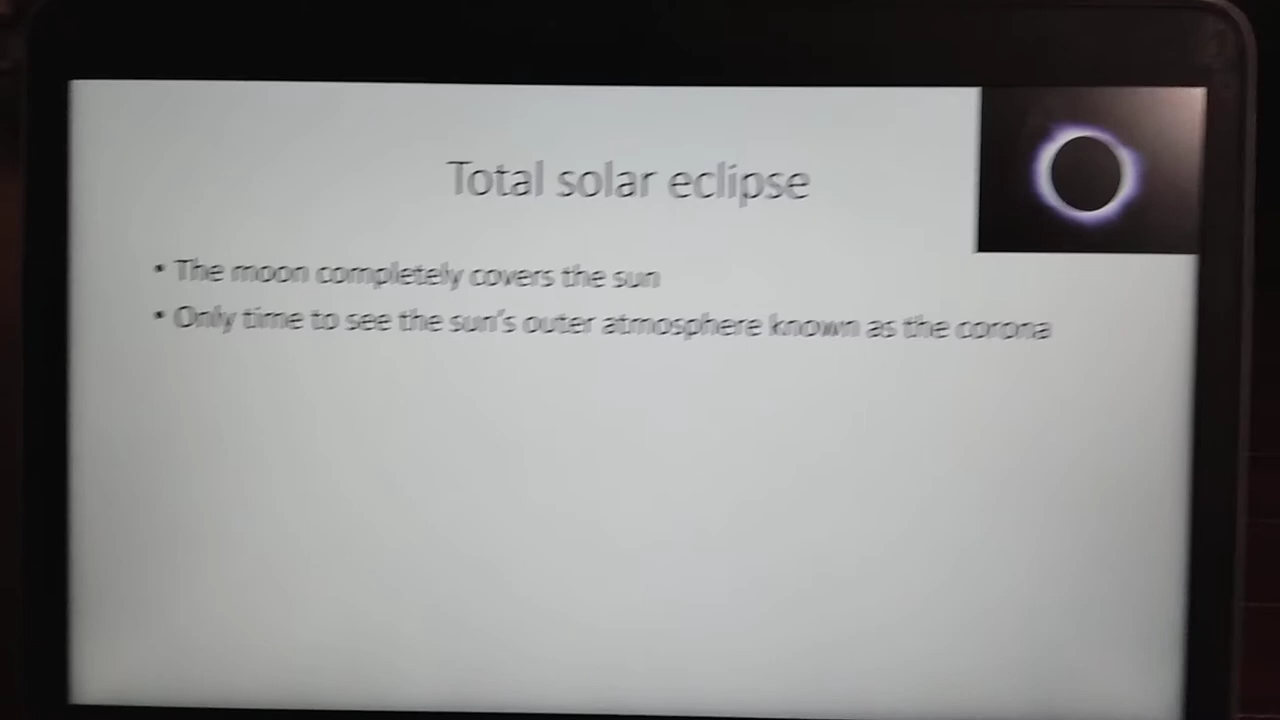 Total solar eclipse
• The moon completely covers the sun
• Only time to see the sun's outer atmosphere known as the corona